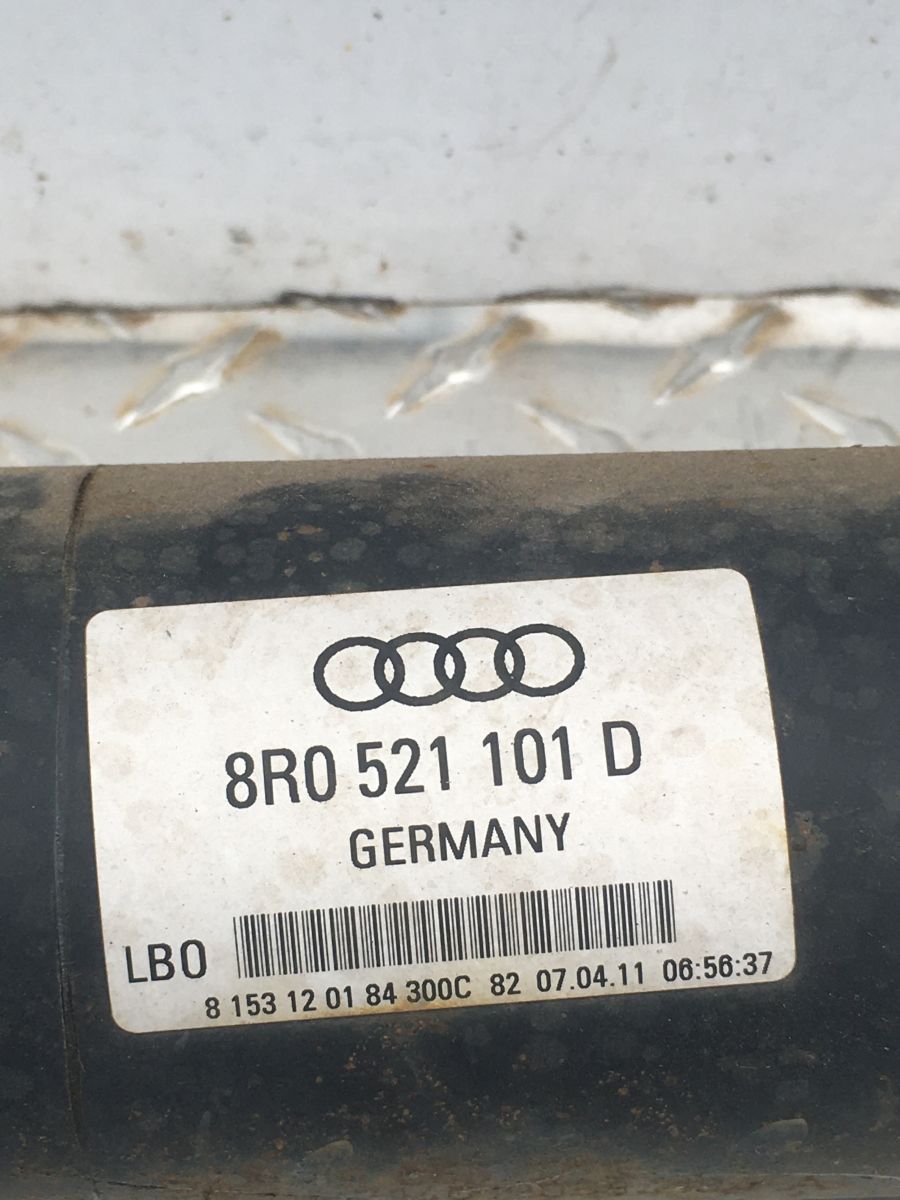 8R0 521 101 D
GERMANY
LBO
8 153 12 01 84 300C 82 07.04.11 06:56:37